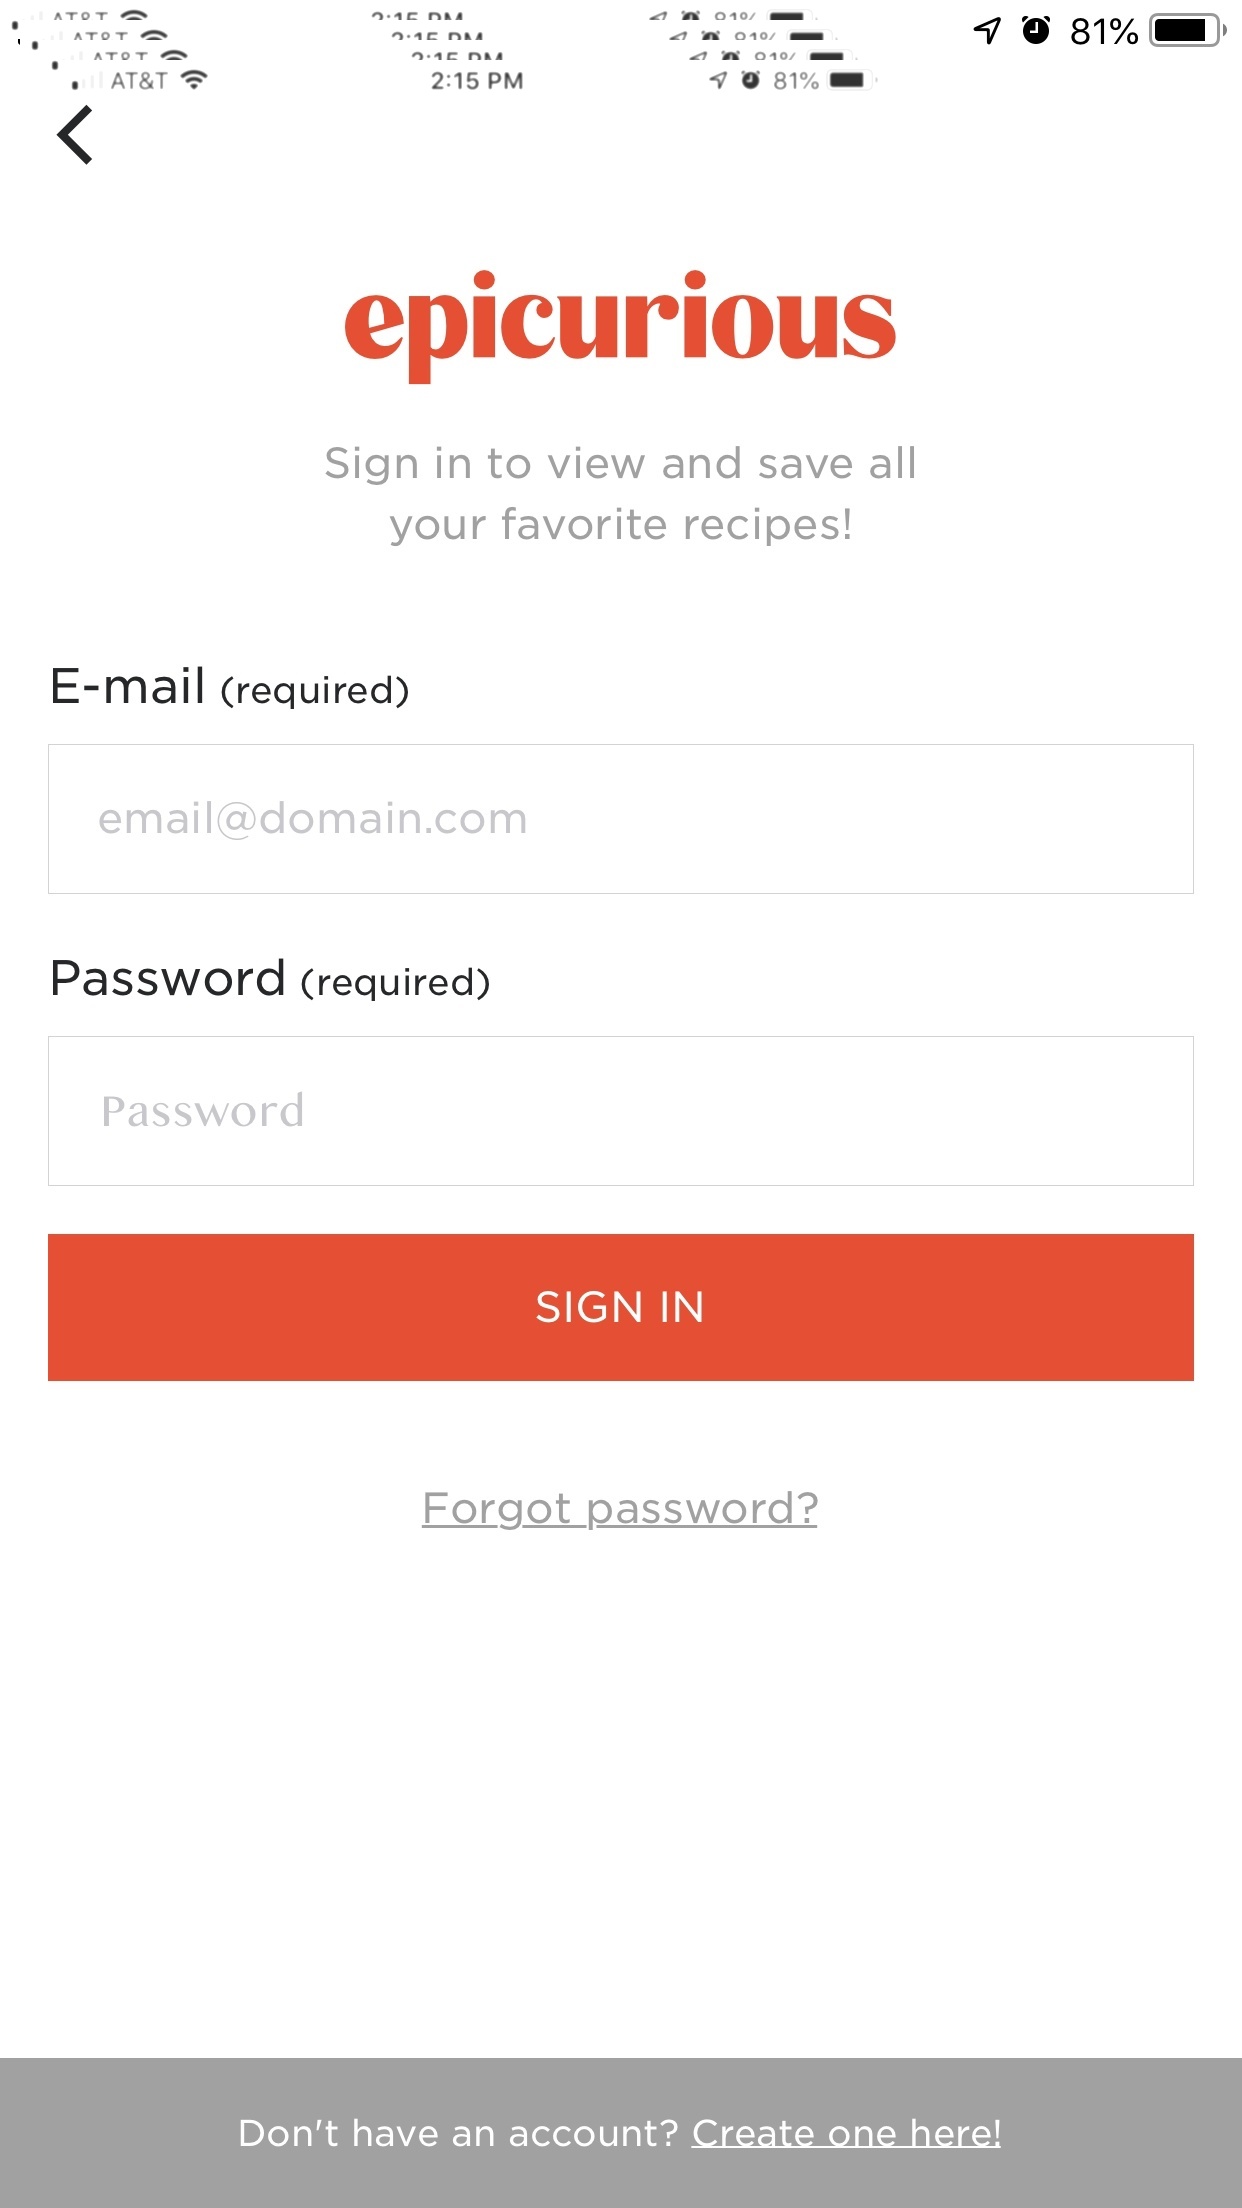 AT&T 2:15 PM 81%
81%
epicurious
Sign in to view and save all
your favorite recipes!
E-mail (required)
email@domain.com
Password (required)
Password
SIGN IN
Forgot password?
Don't have an account? Create one here!